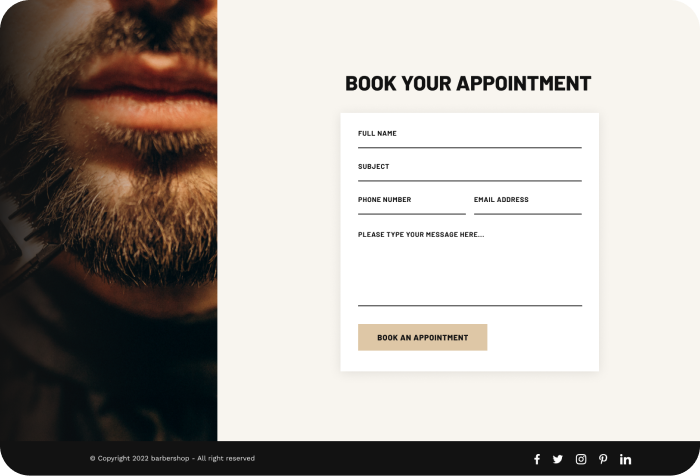 BOOK YOUR APPOINTMENT
FULL NAME
SUBJECT
PHONE NUMBER EMAIL ADDRESS
PLEASE TYPE YOUR MESSAGE HERE...
BOOK AN APPOINTMENT
© Copyright 2022 barbershop - All right reserved